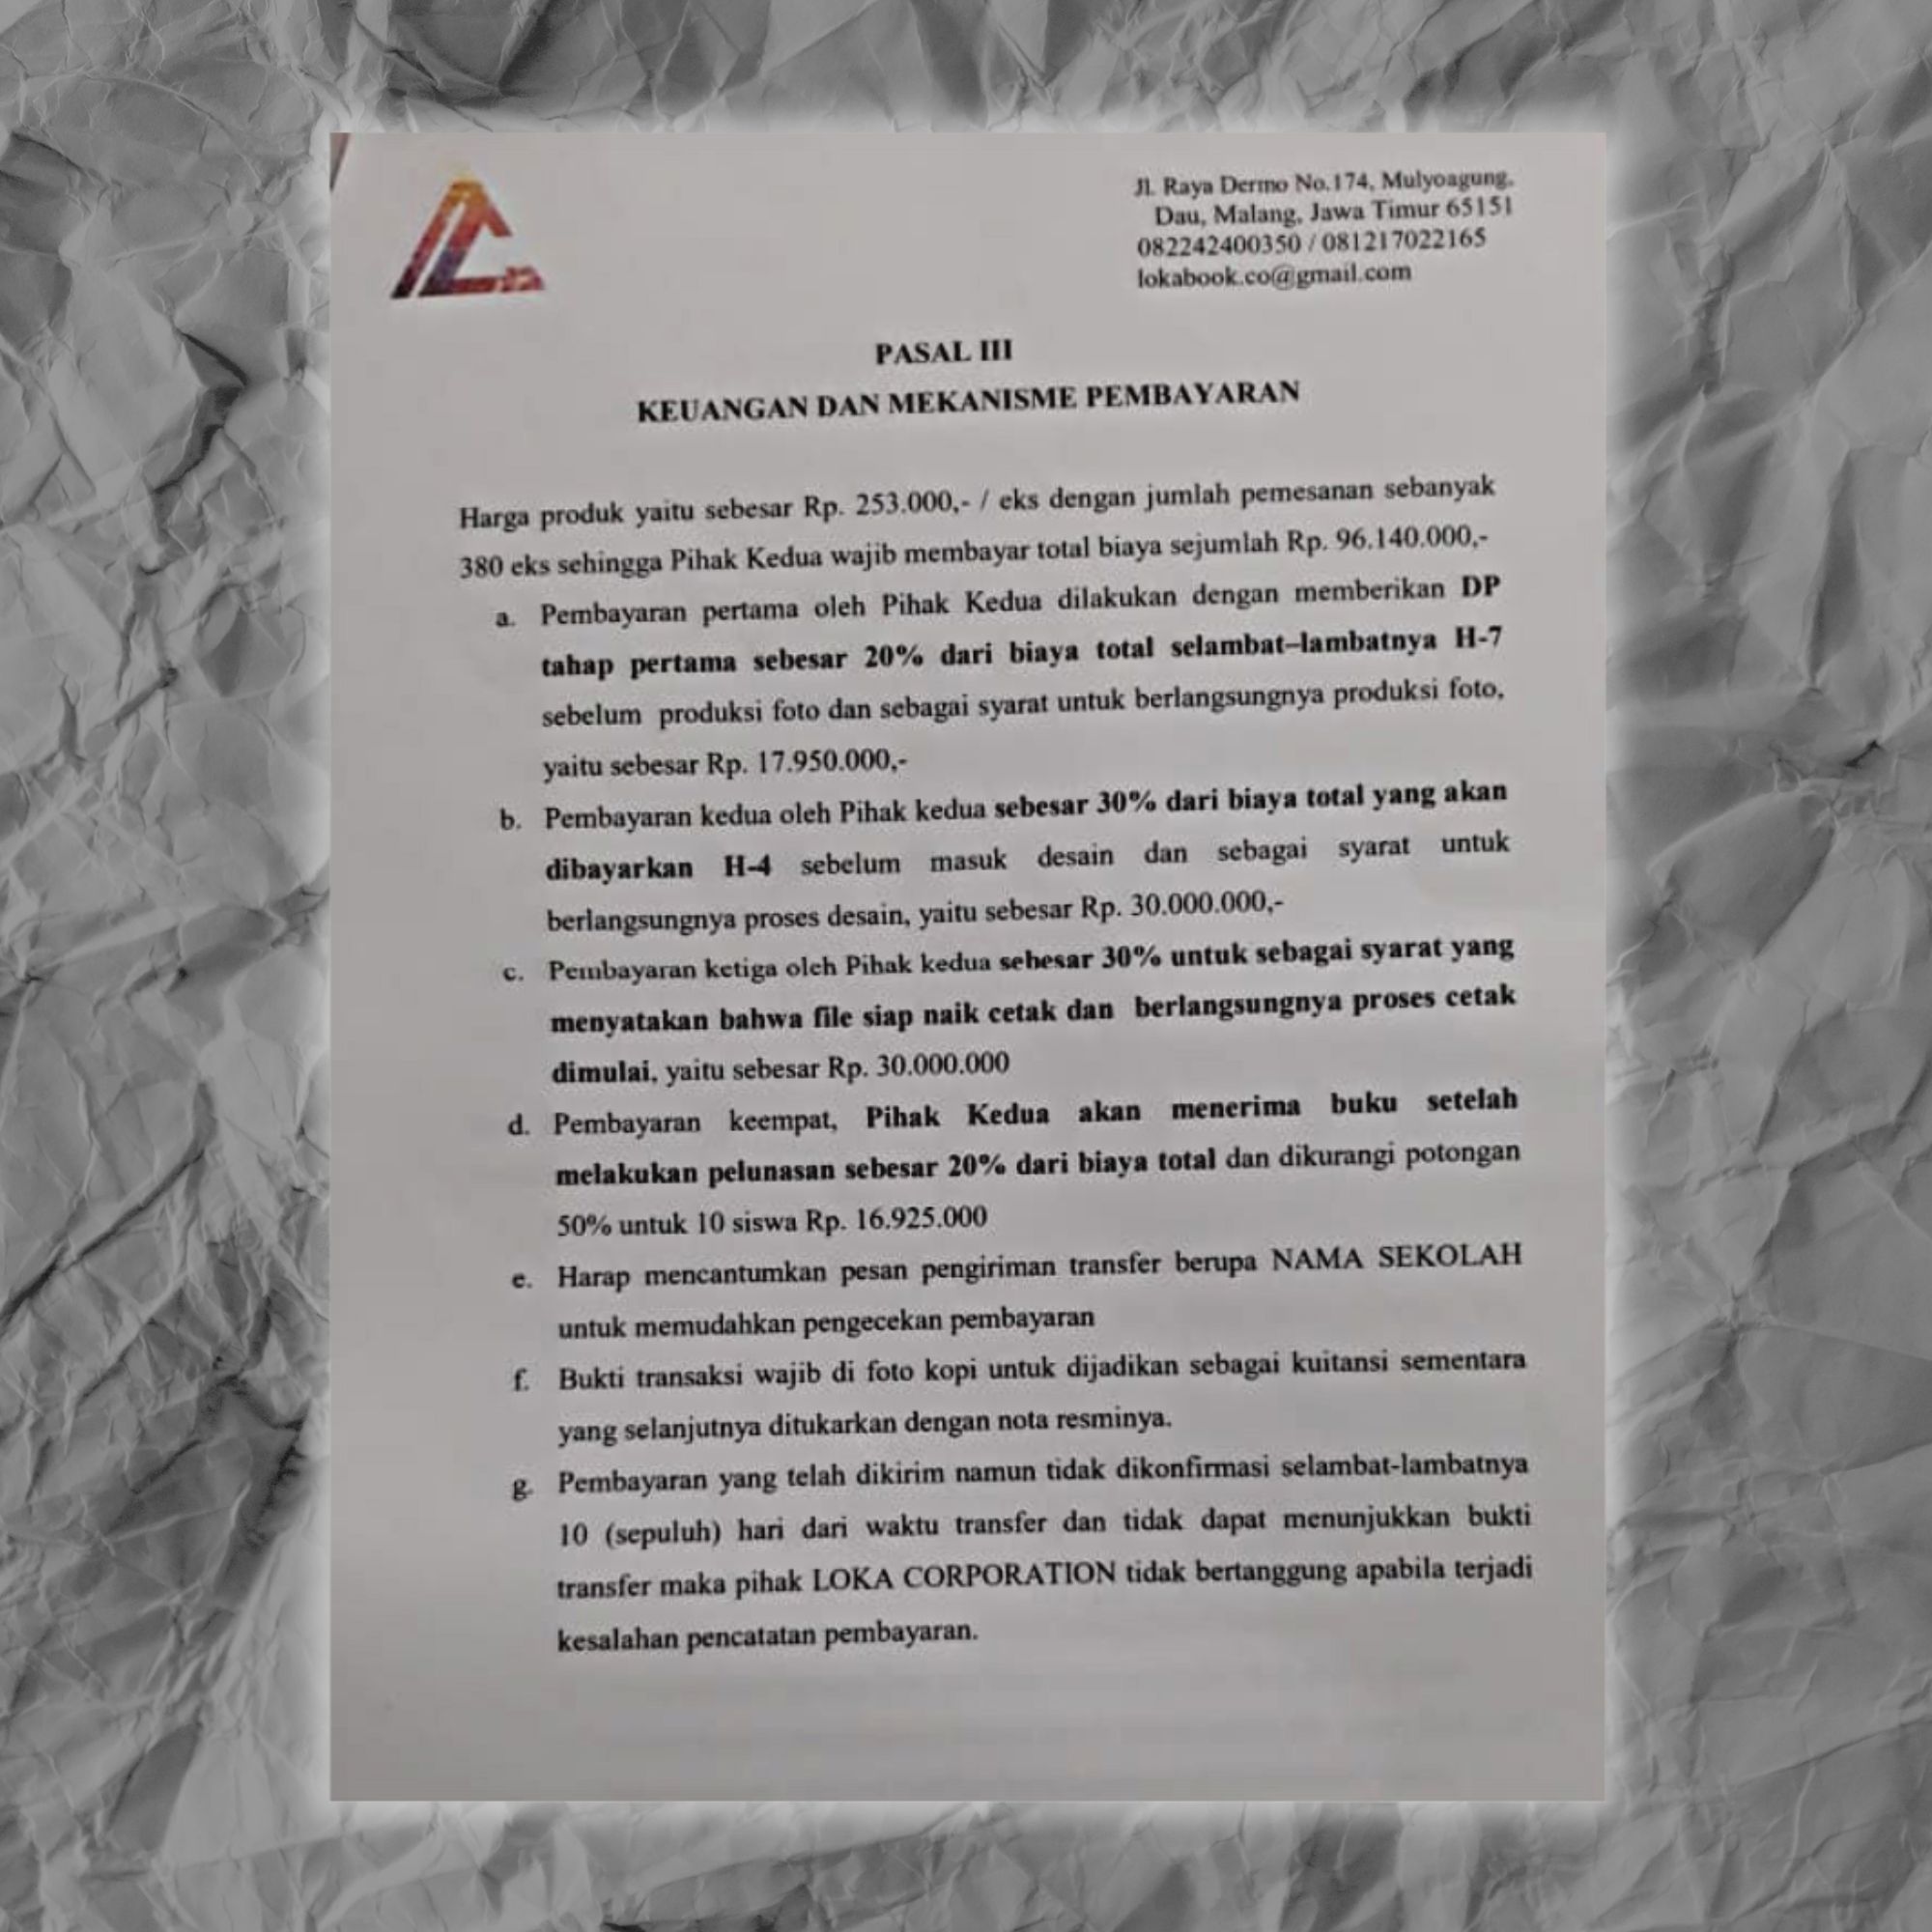 Jl. Raya Dermo No.174, Mulyoagung,
Dau, Malang, Jawa Timur 65151
082242400350 / 081217022165
lokabook.co@gmail.com
PASAL III
KEUANGAN DAN MEKANISME PEMBAYARAN
Harga produk yaitu sebesar Rp. 253.000,- / eks dengan jumlah pemesanan sebanyak
380 eks sehingga Pihak Kedua wajib membayar total biaya sejumlah Rp. 96.140.000,-
a. Pembayaran pertama oleh Pihak Kedua dilakukan dengan memberikan DP
tahap pertama sebesar 20% dari biaya total selambat–lambatnya H-7
sebelum produksi foto dan sebagai syarat untuk berlangsungnya produksi foto,
yaitu sebesar Rp. 17.950.000,-
b. Pembayaran kedua oleh Pihak kedua sebesar 30% dari biaya total yang akan
dibayarkan H-4 sebelum masuk desain dan sebagai syarat untuk
berlangsungnya proses desain, yaitu sebesar Rp. 30.000.000,-
c. Pembayaran ketiga oleh Pihak kedua sebesar 30% untuk sebagai syarat yang
menyatakan bahwa file siap naik cetak dan berlangsungnya proses cetak
dimulai, yaitu sebesar Rp. 30.000.000
d. Pembayaran keempat, Pihak Kedua akan menerima buku setelah
melakukan pelunasan sebesar 20% dari biaya total dan dikurangi potongan
50% untuk 10 siswa Rp. 16.925.000
e. Harap mencantumkan pesan pengiriman transfer berupa NAMA SEKOLAH
untuk memudahkan pengecekan pembayaran
f. Bukti transaksi wajib di foto kopi untuk dijadikan sebagai kuitansi sementara
yang selanjutnya ditukarkan dengan nota resminya.
g. Pembayaran yang telah dikirim namun tidak dikonfirmasi selambat-lambatnya
10 (sepuluh) hari dari waktu transfer dan tidak dapat menunjukkan bukti
transfer maka pihak LOKA CORPORATION tidak bertanggung apabila terjadi
kesalahan pencatatan pembayaran.